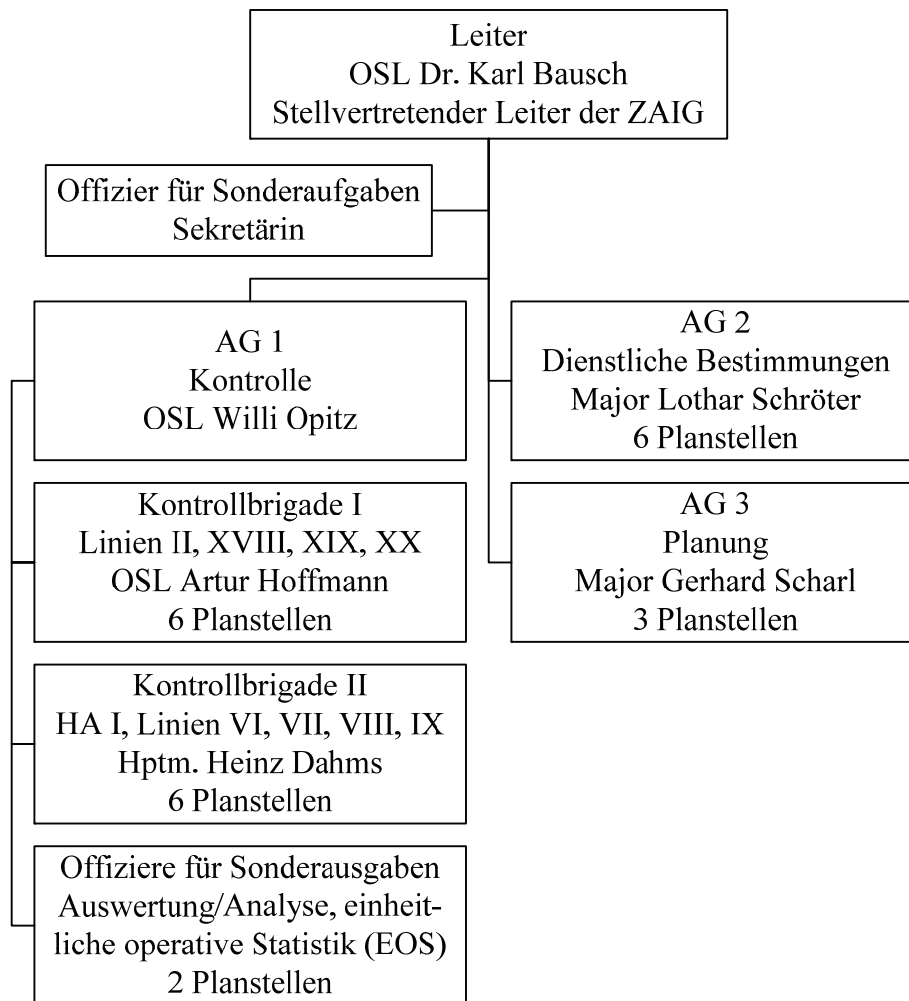 Leiter
OSL Dr. Karl Bausch
Stellvertretender Leiter der ZAIG
Offizier für Sonderaufgaben
Sekretärin
AG 1
Kontrolle
OSL Willi Opitz
AG 2
Dienstliche Bestimmungen
Major Lothar Schröter
6 Planstellen
Kontrollbrigade I
Linien II, XVIII, XIX, XX
OSL Artur Hoffmann
6 Planstellen
AG 3
Planung
Major Gerhard Scharl
3 Planstellen
Kontrollbrigade II
HA I, Linien VI, VII, VIII, IX
Hptm. Heinz Dahms
6 Planstellen
Offiziere für Sonderausgaben
Auswertung/Analyse, einheit-
liche operative Statistik (EOS)
2 Planstellen